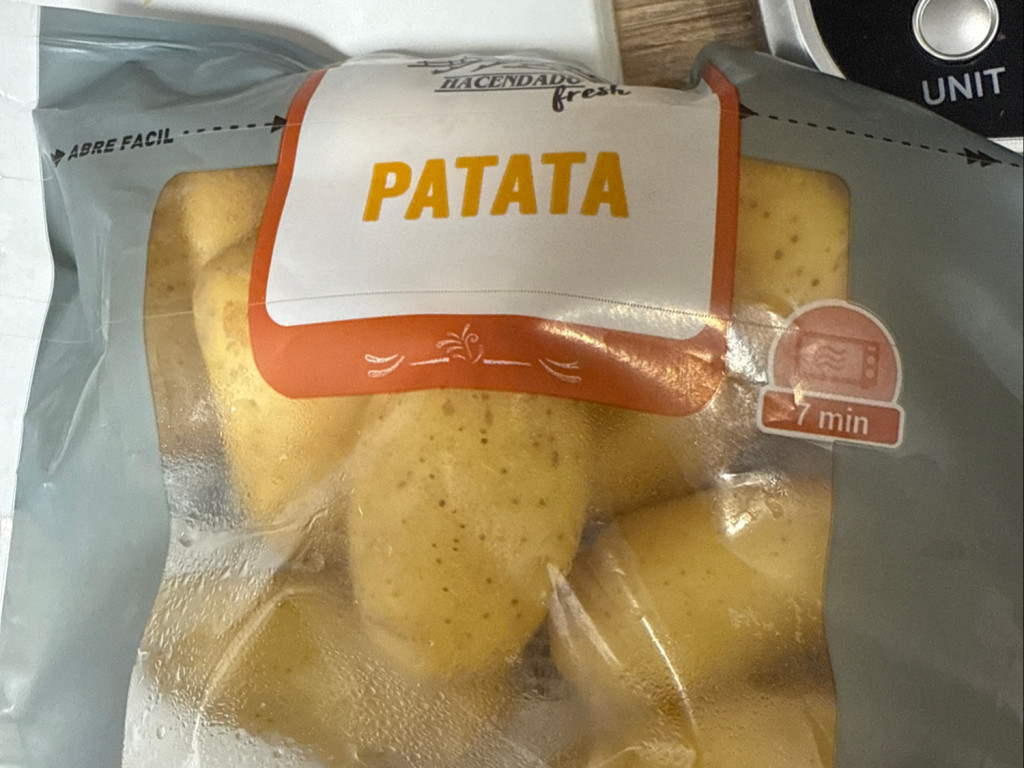 HACENDADO
fresh
UNIT
ABRE FACIL
PATATA
7 min